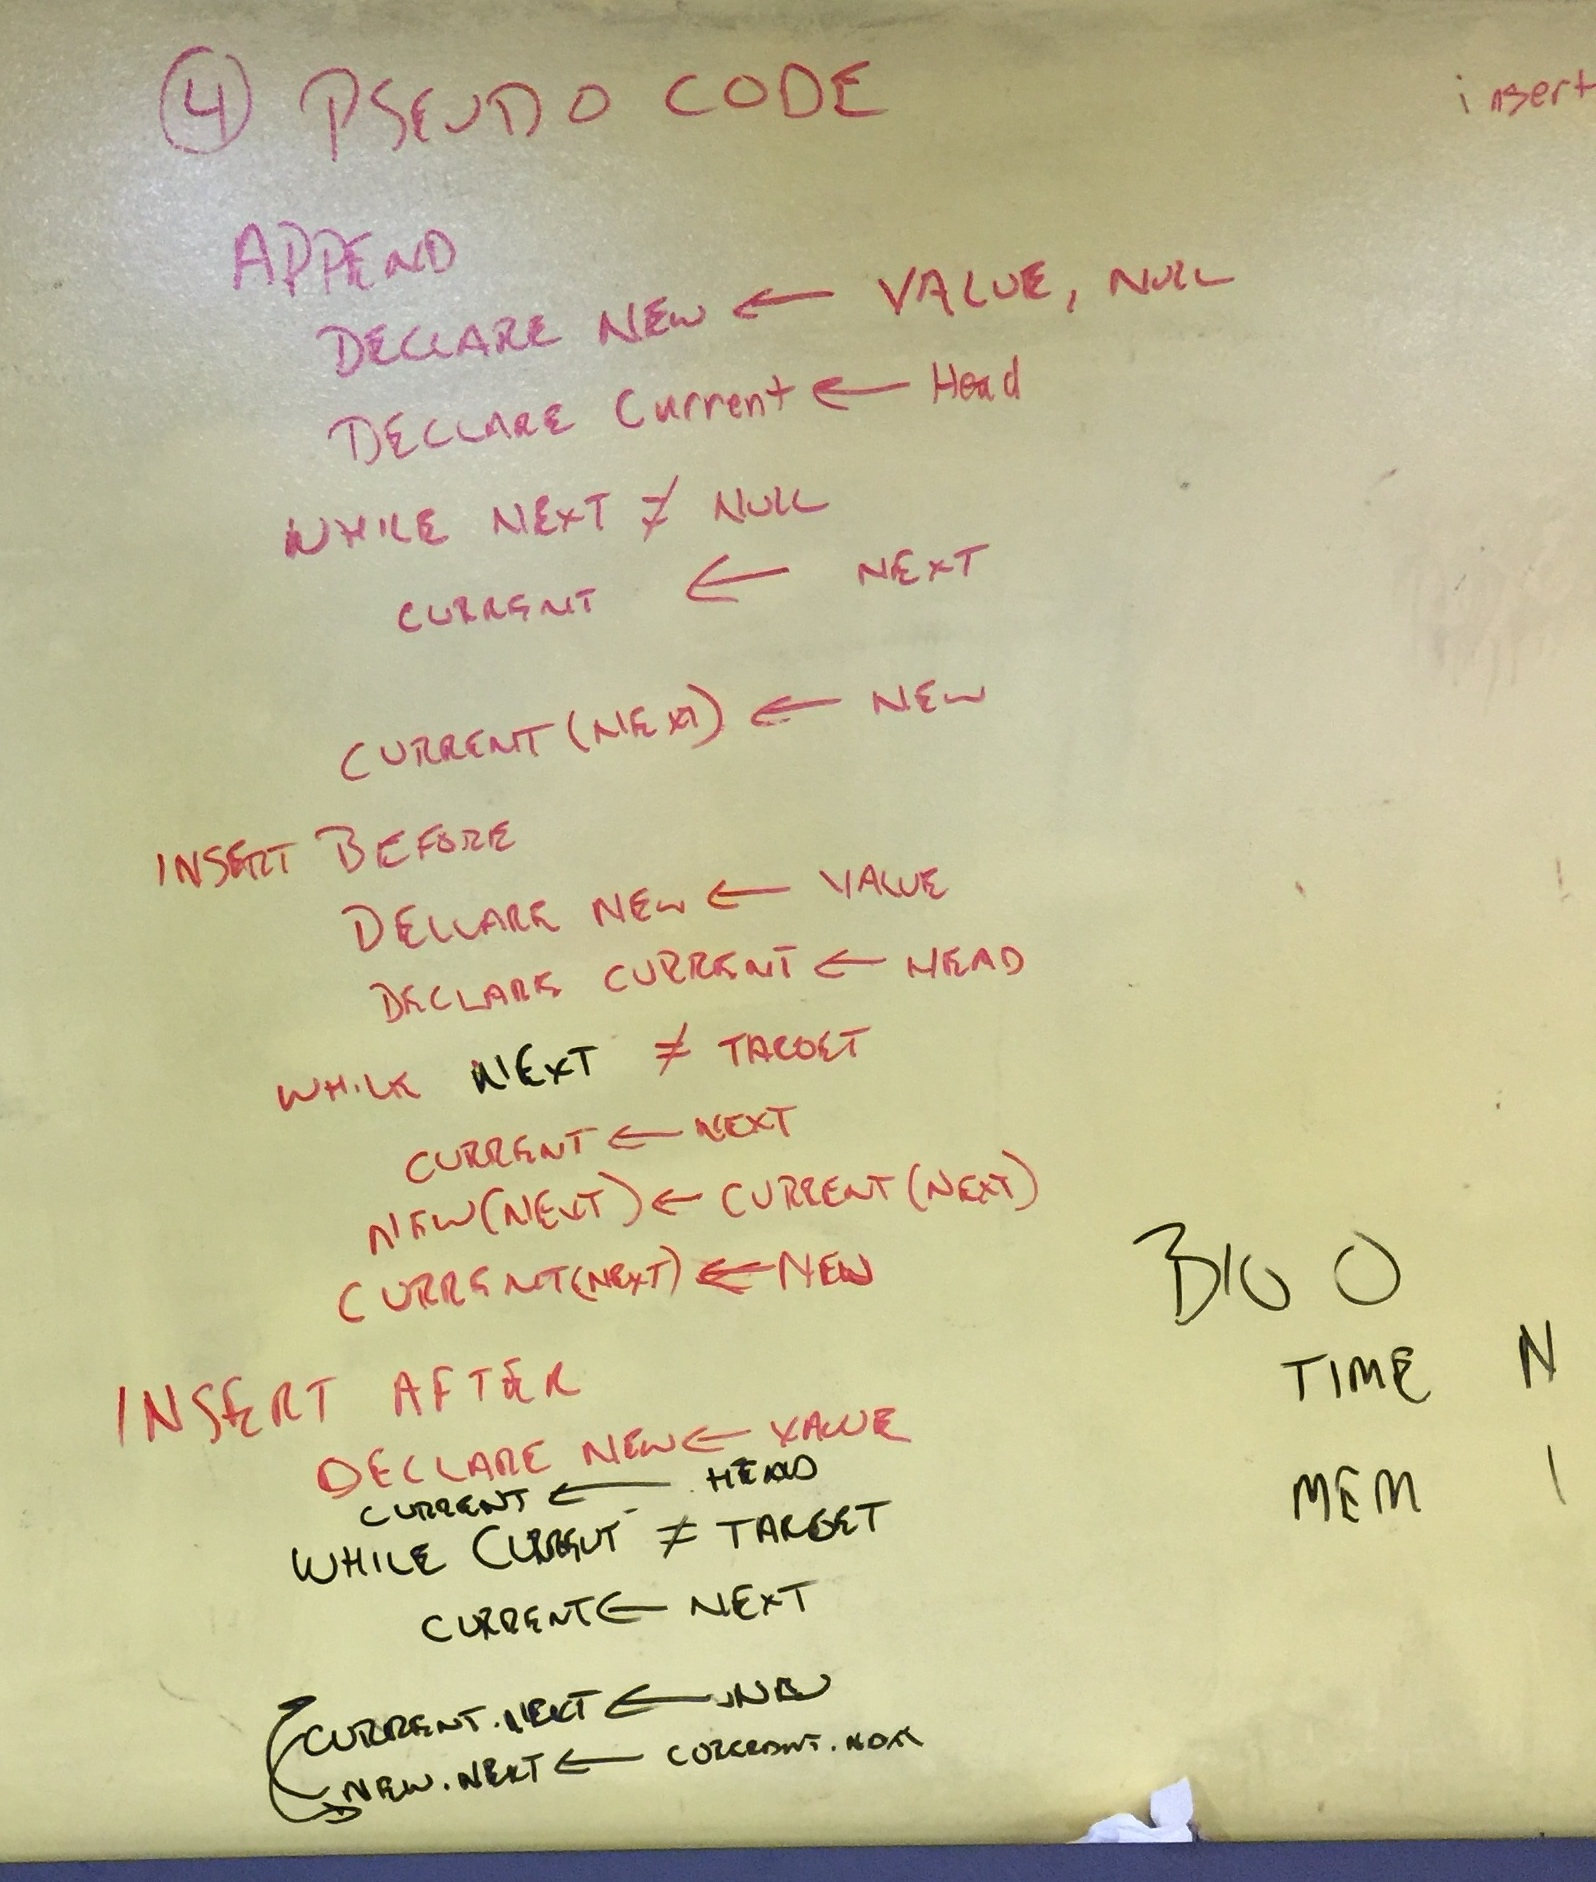 ④ PSEUDO CODE
insert
APPEND
DECLARE NEW ← VALUE, NULL
DECLARE Current ← Head
WHILE NEXT ≠ NULL
CURRENT ← NEXT
CURRENT(NEXT) ← NEW
INSERT BEFORE
DECLARE NEW ← VALUE
DECLARE CURRENT ← HEAD
WHILE NEXT ≠ TARGET
CURRENT ← NEXT
NEW(NEXT) ← CURRENT(NEXT)
CURRENT(NEXT) ← NEW
INSERT AFTER
DECLARE NEW ← VALUE
CURRENT ← HEAD
WHILE CURRENT ≠ TARGET
CURRENT ← NEXT
CURRENT.NEXT ← NEW
NEW.NEXT ← CURRENT.NEXT
BIG O
TIME N
MEM 1